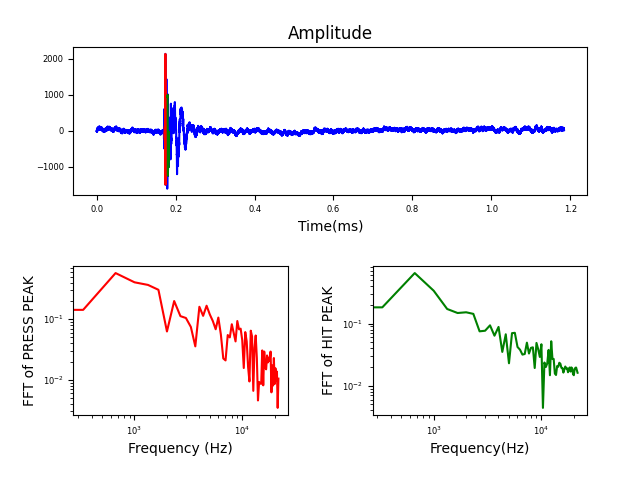 Amplitude
2000
1000
0
−1000
0.0 0.2 0.4 0.6 0.8 1.0 1.2
Time(ms)
FFT of PRESS PEAK
10⁻¹
10⁻²
10³ 10⁴
Frequency (Hz)
FFT of HIT PEAK
10⁻¹
10⁻²
10³ 10⁴
Frequency(Hz)